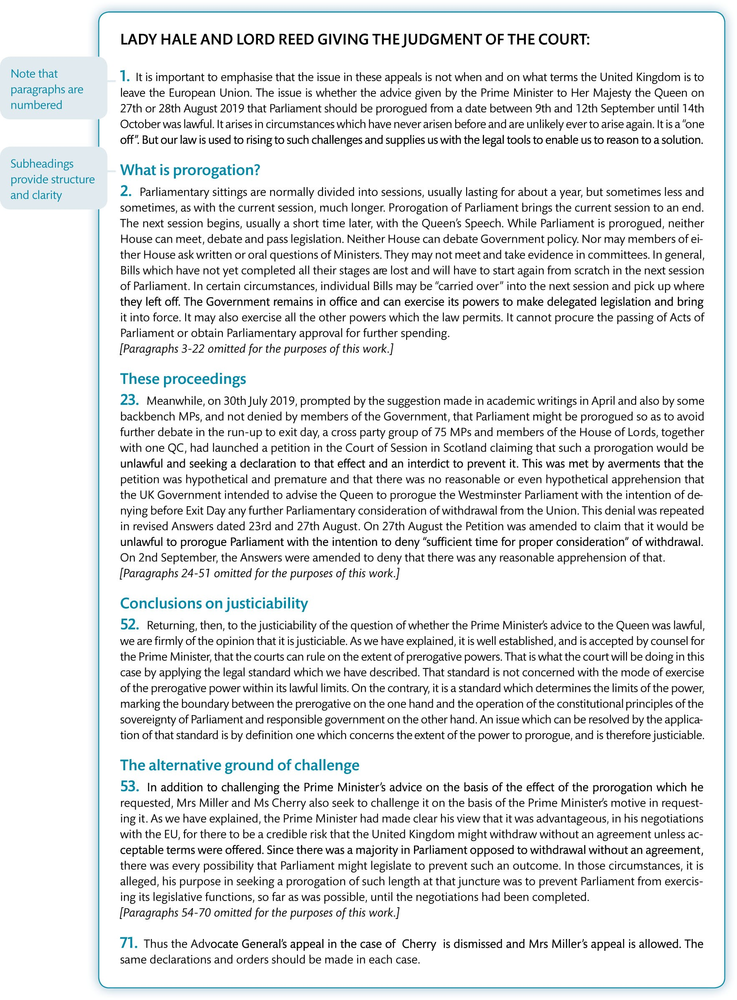 LADY HALE AND LORD REED GIVING THE JUDGMENT OF THE COURT:
Note that
paragraphs are
numbered
1. It is important to emphasise that the issue in these appeals is not when and on what terms the United Kingdom is to
leave the European Union. The issue is whether the advice given by the Prime Minister to Her Majesty the Queen on
27th or 28th August 2019 that Parliament should be prorogued from a date between 9th and 12th September until 14th
October was lawful. It arises in circumstances which have never arisen before and are unlikely ever to arise again. It is a “one
off”. But our law is used to rising to such challenges and supplies us with the legal tools to enable us to reason to a solution.
Subheadings
provide structure
and clarity
What is prorogation?
2. Parliamentary sittings are normally divided into sessions, usually lasting for about a year, but sometimes less and
sometimes, as with the current session, much longer. Prorogation of Parliament brings the current session to an end.
The next session begins, usually a short time later, with the Queen’s Speech. While Parliament is prorogued, neither
House can meet, debate and pass legislation. Neither House can debate Government policy. Nor may members of ei-
ther House ask written or oral questions of Ministers. They may not meet and take evidence in committees. In general,
Bills which have not yet completed all their stages are lost and will have to start again from scratch in the next session
of Parliament. In certain circumstances, individual Bills may be “carried over” into the next session and pick up where
they left off. The Government remains in office and can exercise its powers to make delegated legislation and bring
it into force. It may also exercise all the other powers which the law permits. It cannot procure the passing of Acts of
Parliament or obtain Parliamentary approval for further spending.
[Paragraphs 3-22 omitted for the purposes of this work.]
These proceedings
23. Meanwhile, on 30th July 2019, prompted by the suggestion made in academic writings in April and also by some
backbench MPs, and not denied by members of the Government, that Parliament might be prorogued so as to avoid
further debate in the run-up to exit day, a cross party group of 75 MPs and members of the House of Lords, together
with one QC, had launched a petition in the Court of Session in Scotland claiming that such a prorogation would be
unlawful and seeking a declaration to that effect and an interdict to prevent it. This was met by averments that the
petition was hypothetical and premature and that there was no reasonable or even hypothetical apprehension that
the UK Government intended to advise the Queen to prorogue the Westminster Parliament with the intention of de-
nying before Exit Day any further Parliamentary consideration of withdrawal from the Union. This denial was repeated
in revised Answers dated 23rd and 27th August. On 27th August the Petition was amended to claim that it would be
unlawful to prorogue Parliament with the intention to deny “sufficient time for proper consideration” of withdrawal.
On 2nd September, the Answers were amended to deny that there was any reasonable apprehension of that.
[Paragraphs 24-51 omitted for the purposes of this work.]
Conclusions on justiciability
52. Returning, then, to the justiciability of the question of whether the Prime Minister’s advice to the Queen was lawful,
we are firmly of the opinion that it is justiciable. As we have explained, it is well established, and is accepted by counsel for
the Prime Minister, that the courts can rule on the extent of prerogative powers. That is what the court will be doing in this
case by applying the legal standard which we have described. That standard is not concerned with the mode of exercise
of the prerogative power within its lawful limits. On the contrary, it is a standard which determines the limits of the power,
marking the boundary between the prerogative on the one hand and the operation of the constitutional principles of the
sovereignty of Parliament and responsible government on the other hand. An issue which can be resolved by the applica-
tion of that standard is by definition one which concerns the extent of the power to prorogue, and is therefore justiciable.
The alternative ground of challenge
53. In addition to challenging the Prime Minister’s advice on the basis of the effect of the prorogation which he
requested, Mrs Miller and Ms Cherry also seek to challenge it on the basis of the Prime Minister’s motive in request-
ing it. As we have explained, the Prime Minister had made clear his view that it was advantageous, in his negotiations
with the EU, for there to be a credible risk that the United Kingdom might withdraw without an agreement unless ac-
ceptable terms were offered. Since there was a majority in Parliament opposed to withdrawal without an agreement,
there was every possibility that Parliament might legislate to prevent such an outcome. In those circumstances, it is
alleged, his purpose in seeking a prorogation of such length at that juncture was to prevent Parliament from exercis-
ing its legislative functions, so far as was possible, until the negotiations had been completed.
[Paragraphs 54-70 omitted for the purposes of this work.]
71. Thus the Advocate General’s appeal in the case of Cherry is dismissed and Mrs Miller’s appeal is allowed. The
same declarations and orders should be made in each case.